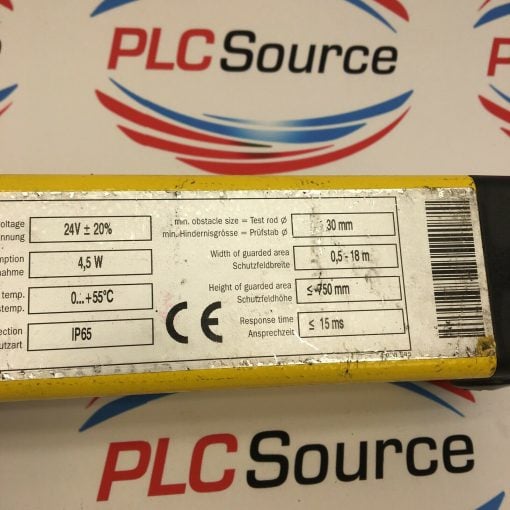 PLC Source
oltage
nnung
24V ± 20%
mption
nahme
4,5 W
temp.
stemp.
0...+55°C
ection
utzart
IP65
min. obstacle size = Test rod ø
min. Hindernisgrösse = Prüfstab ø
30 mm
Width of guarded area
Schutzfeldbreite
0,5 - 18 m
Height of guarded area
Schutzfeldhöhe
≤ 750 mm
CE
Response time
Ansprechzeit
≤ 15 ms
PLC Source